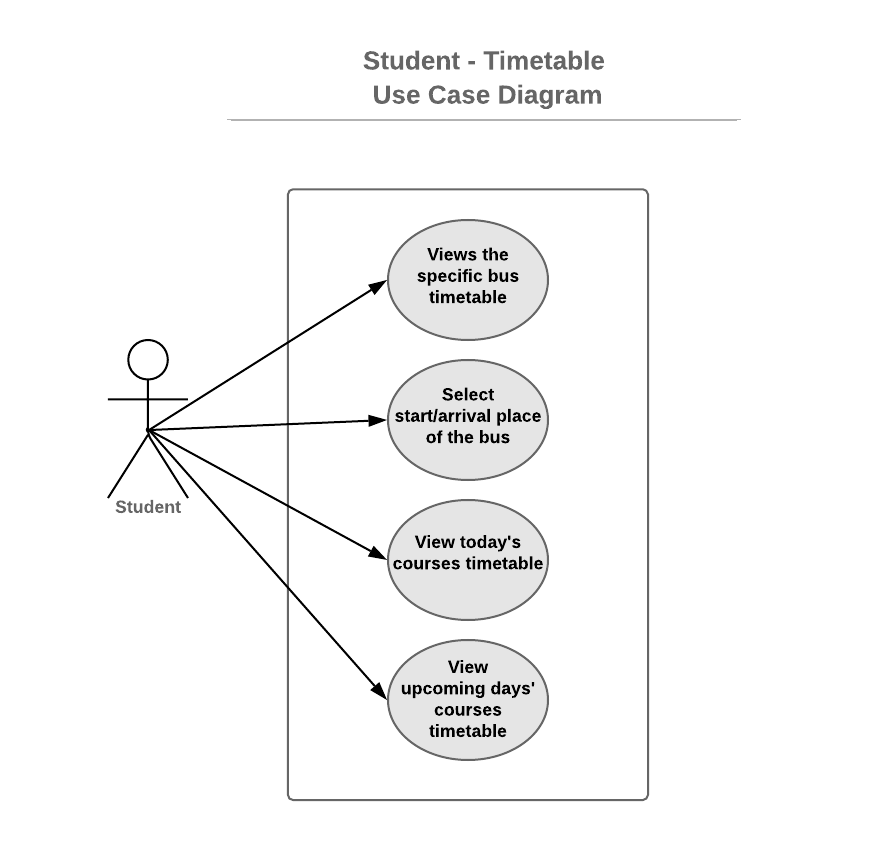 Student - Timetable
Use Case Diagram
Views the
specific bus
timetable
Select
start/arrival place
of the bus
Student
View today's
courses timetable
View
upcoming days'
courses
timetable